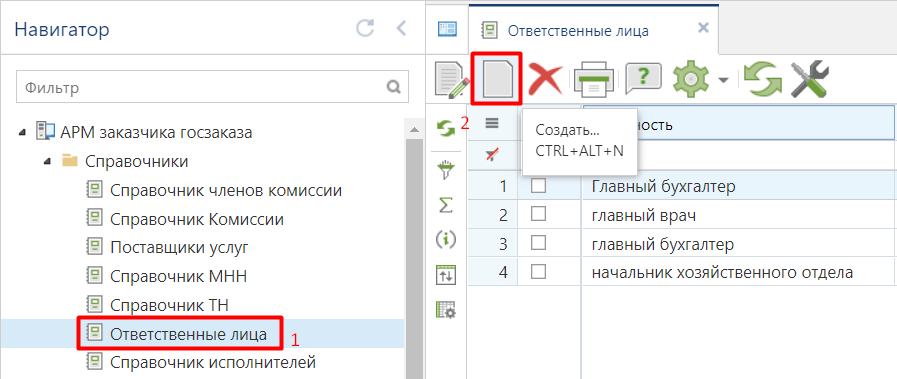 Навигатор
Фильтр
АРМ заказчика госзаказа
Справочники
Справочник членов комиссии
Справочник Комиссии
Поставщики услуг
Справочник МНН
Справочник ТН
Ответственные лица 1
Справочник исполнителей
Ответственные лица
2
Создать...
CTRL+ALT+N
ность
1 Главный бухгалтер
2 главный врач
3 главный бухгалтер
4 начальник хозяйственного отдела